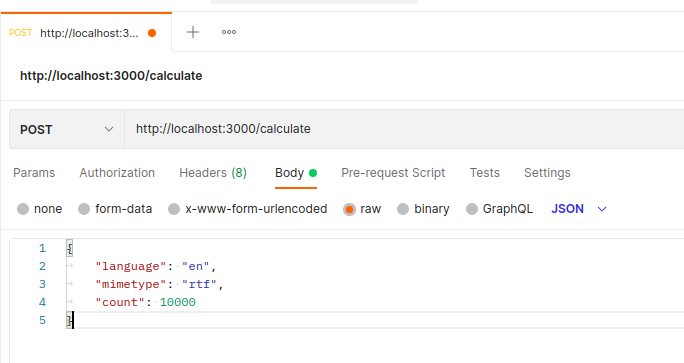 POST http://localhost:3...
http://localhost:3000/calculate
POST http://localhost:3000/calculate
Params Authorization Headers (8) Body Pre-request Script Tests Settings
none form-data x-www-form-urlencoded raw binary GraphQL JSON
1 {
2 "language": "en",
3 "mimetype": "rtf",
4 "count": 10000
5 }